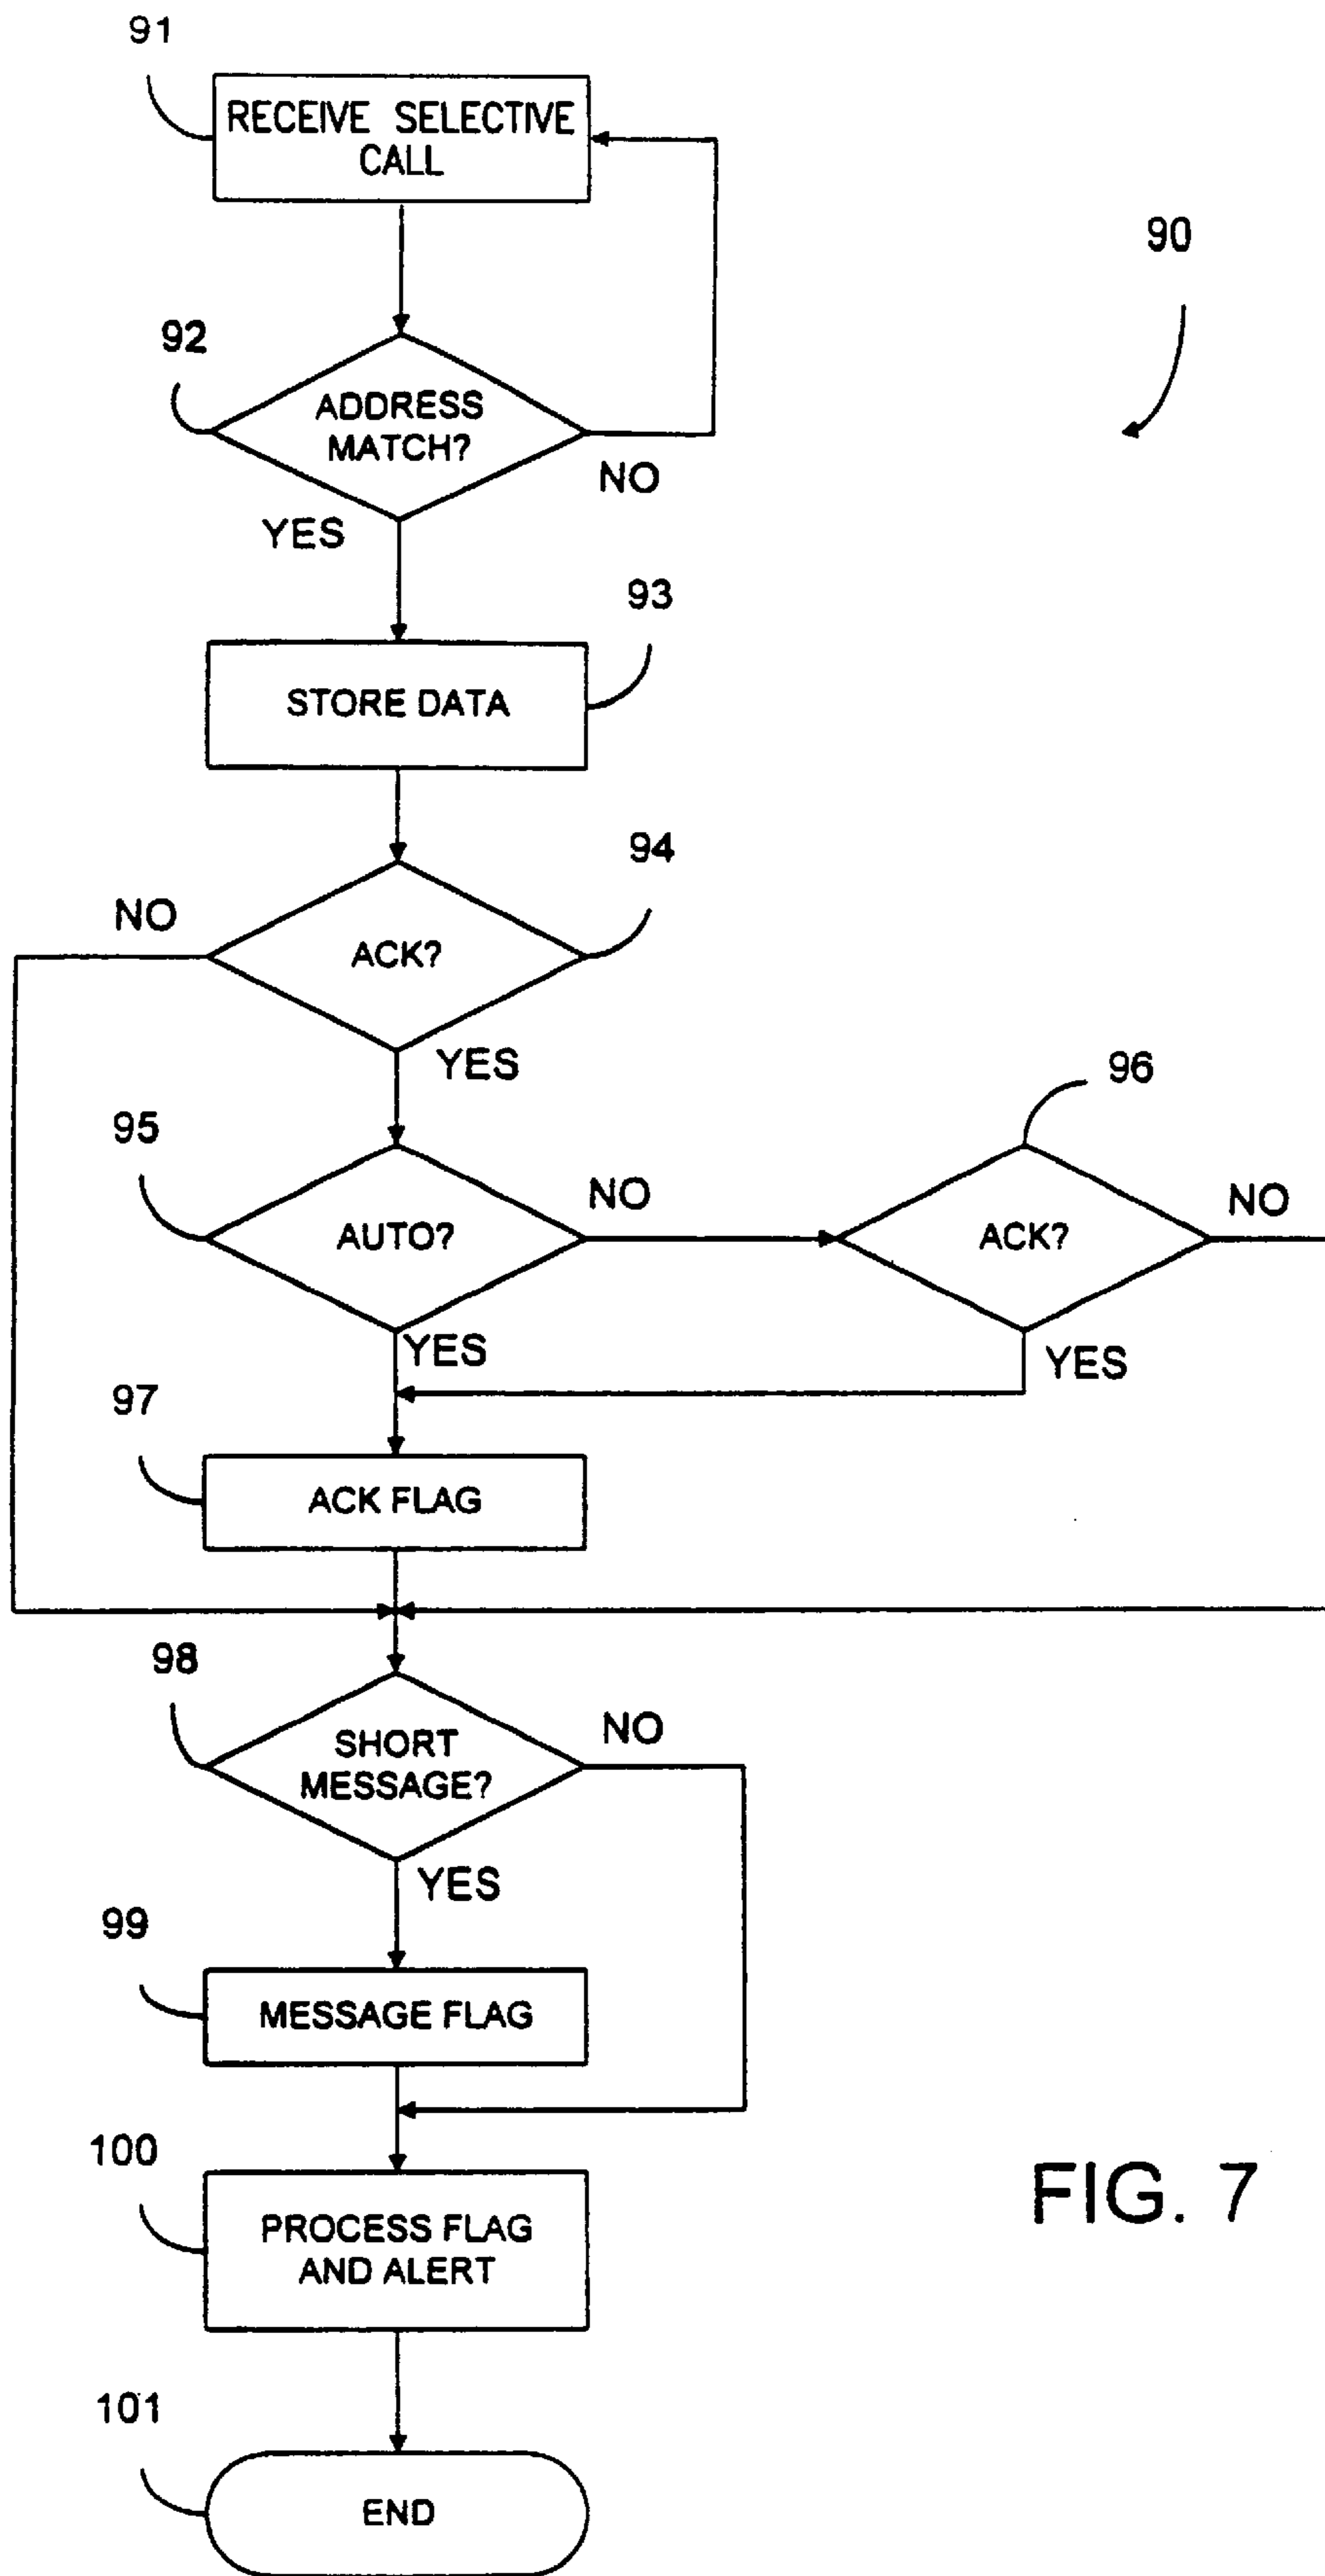 91
RECEIVE SELECTIVE
CALL
90
92
ADDRESS
MATCH?
NO
YES
93
STORE DATA
94
NO
ACK?
YES
96
95
NO
NO
AUTO?
ACK?
YES
YES
97
ACK FLAG
98
NO
SHORT
MESSAGE?
YES
99
MESSAGE FLAG
100
FIG. 7
PROCESS FLAG
AND ALERT
101
END